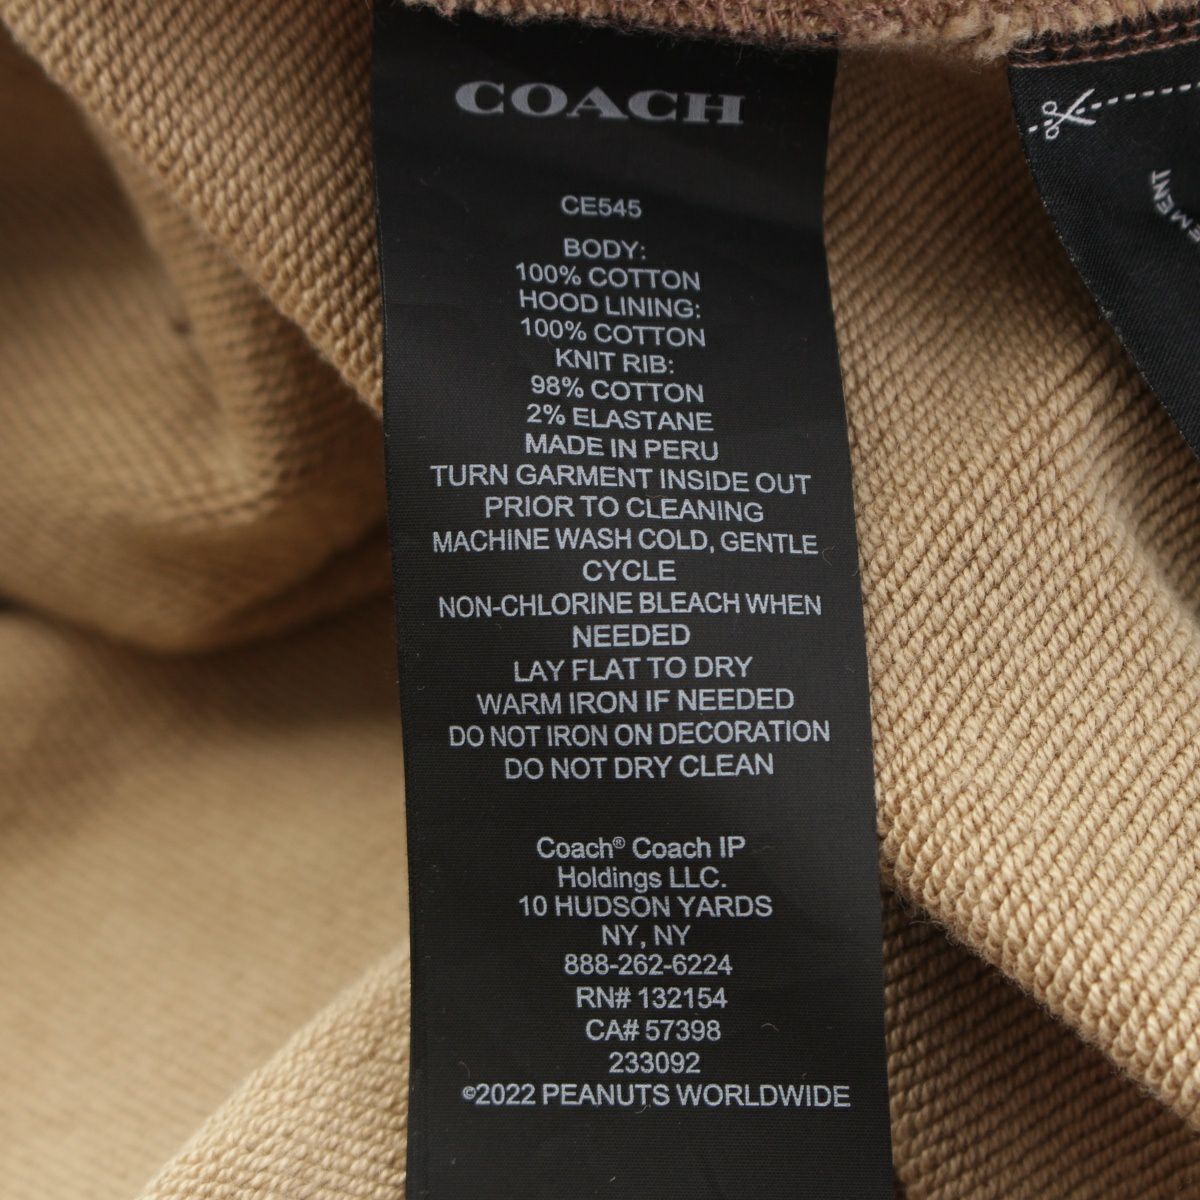 COACH
CE545
BODY:
100% COTTON
HOOD LINING:
100% COTTON
KNIT RIB:
98% COTTON
2% ELASTANE
MADE IN PERU
TURN GARMENT INSIDE OUT
PRIOR TO CLEANING
MACHINE WASH COLD, GENTLE
CYCLE
NON-CHLORINE BLEACH WHEN
NEEDED
LAY FLAT TO DRY
WARM IRON IF NEEDED
DO NOT IRON ON DECORATION
DO NOT DRY CLEAN
Coach® Coach IP
Holdings LLC.
10 HUDSON YARDS
NY, NY
888-262-6224
RN# 132154
CA# 57398
233092
©2022 PEANUTS WORLDWIDE